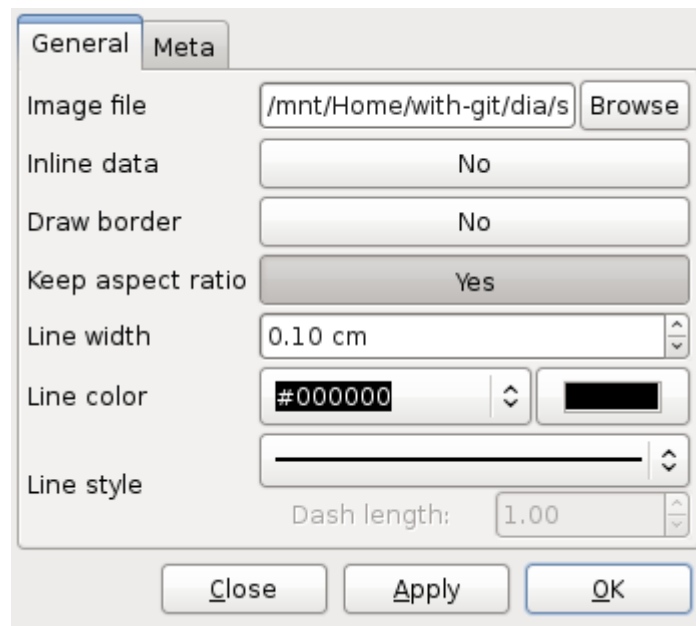 General Meta
Image file /mnt/Home/with-git/dia/s Browse
Inline data No
Draw border No
Keep aspect ratio Yes
Line width 0.10 cm
Line color #000000
Line style
Dash length: 1.00
Close Apply OK